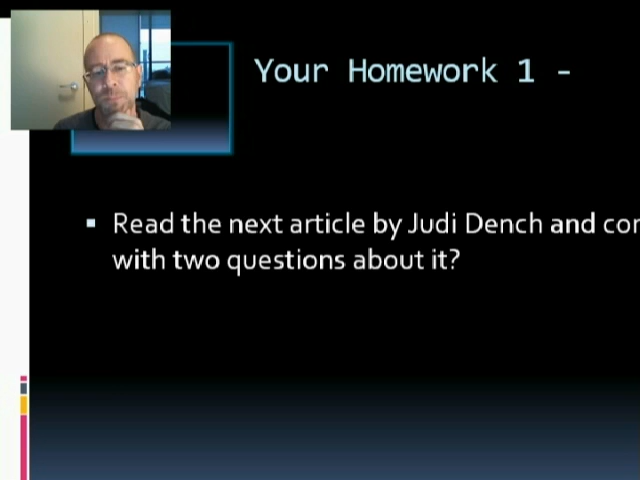 Your Homework 1 -
Read the next article by Judi Dench and
with two questions about it?